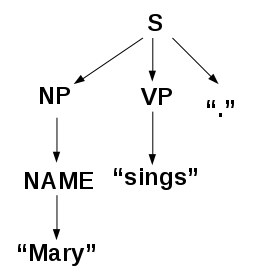 S
NP VP “.”
NAME “sings”
“Mary”